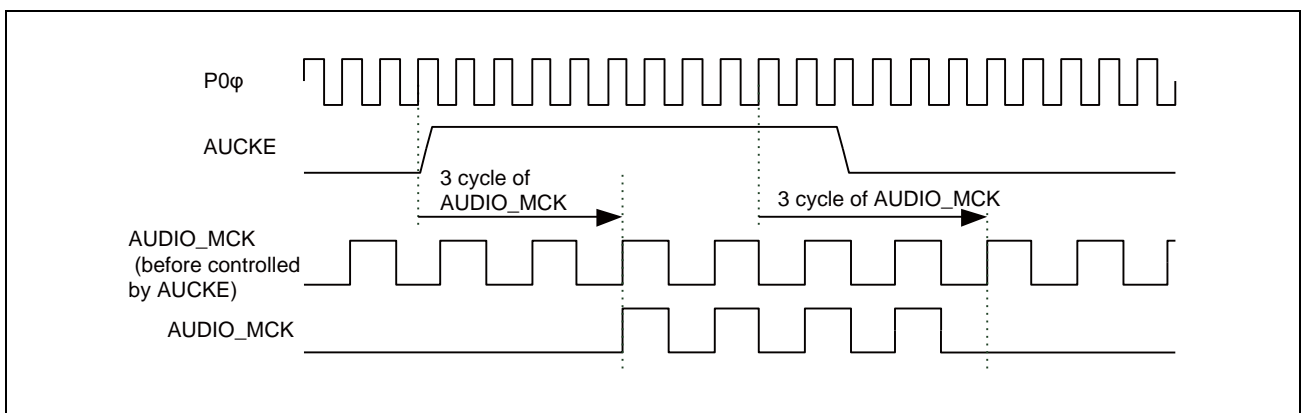 P0φ
AUCKE
3 cycle of
AUDIO_MCK
3 cycle of AUDIO_MCK
AUDIO_MCK
(before controlled
by AUCKE)
AUDIO_MCK